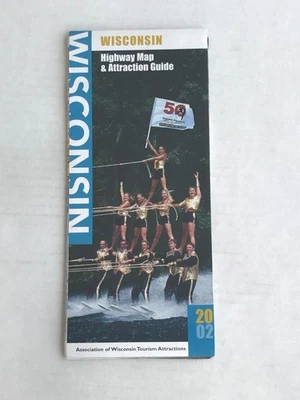 WISCONSIN
WISCONSIN
Highway Map
& Attraction Guide
50
20
02
Association of Wisconsin Tourism Attractions